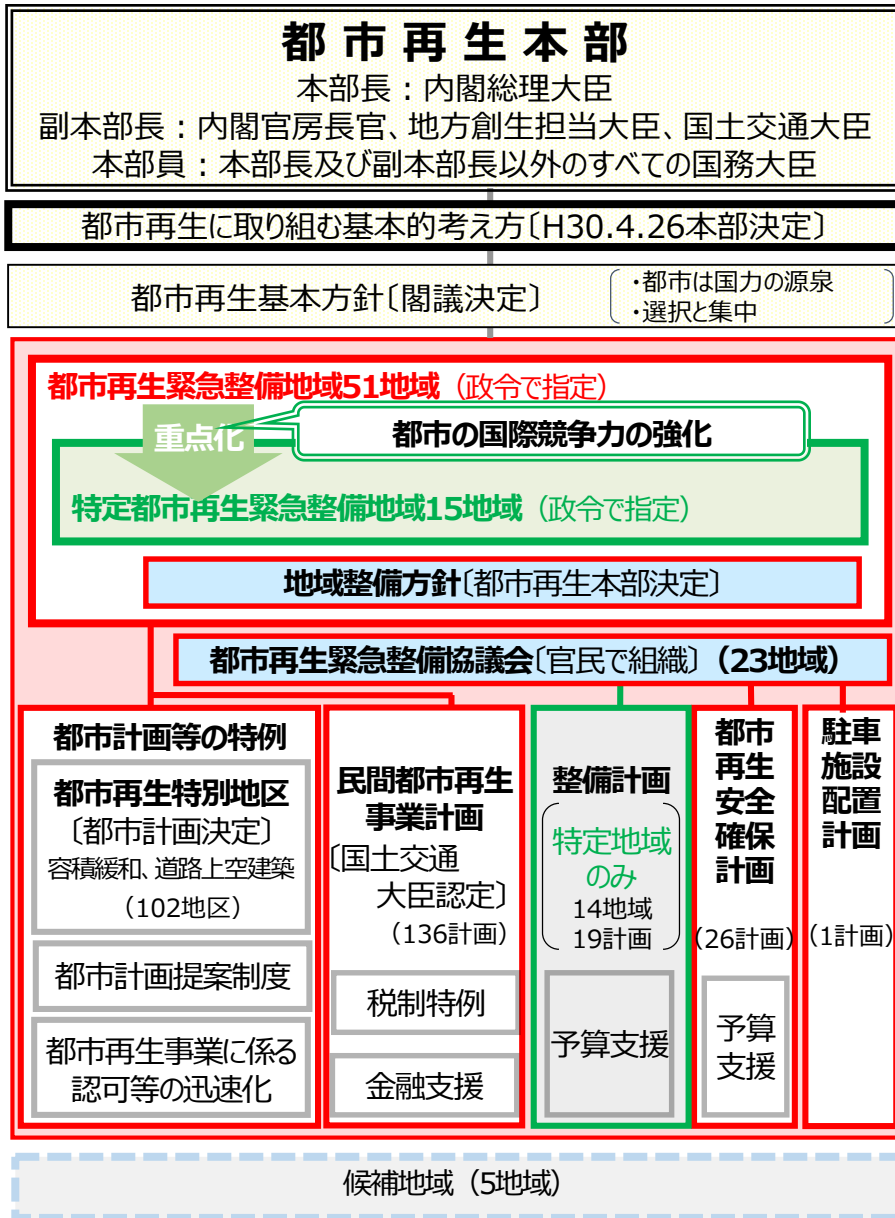 都市再生本部
本部長：内閣総理大臣
副本部長：内閣官房長官、地方創生担当大臣、国土交通大臣
本部員：本部長及び副本部長以外のすべての国務大臣
都市再生に取り組む基本的考え方〔H30.4.26本部決定〕
都市再生基本方針〔閣議決定〕
・都市は国力の源泉
・選択と集中
都市再生緊急整備地域51地域（政令で指定）
重点化
都市の国際競争力の強化
特定都市再生緊急整備地域15地域（政令で指定）
地域整備方針〔都市再生本部決定〕
都市再生緊急整備協議会〔官民で組織〕（23地域）
都市計画等の特例
都市再生特別地区
〔都市計画決定〕
容積緩和、道路上空建築
（102地区）
都市計画提案制度
都市再生事業に係る
認可等の迅速化
民間都市再生
事業計画
〔国土交通
大臣認定〕
（136計画）
税制特例
金融支援
整備計画
特定地域
のみ
14地域
19計画
予算支援
都市
再生
安全
確保
計画
（26計画）
予算
支援
駐車
施設
配置
計画
（1計画）
候補地域（5地域）